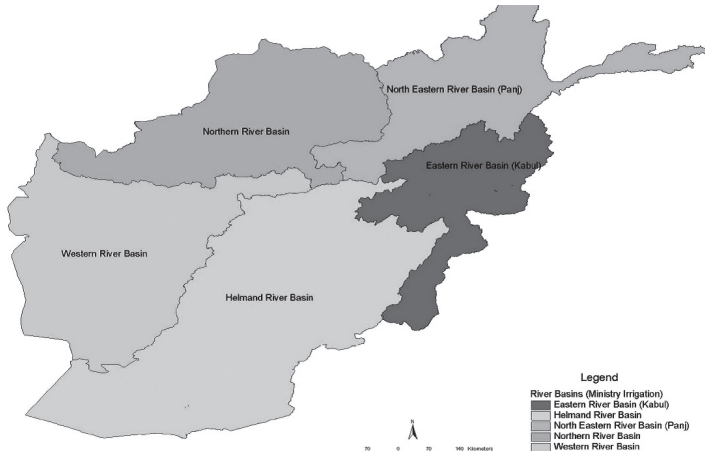 North Eastern River Basin (Panj)
Northern River Basin
Eastern River Basin (Kabul)
Western River Basin
Helmand River Basin
Legend
River Basins (Ministry Irrigation)
Eastern River Basin (Kabul)
Helmand River Basin
North Eastern River Basin (Panj)
Northern River Basin
Western River Basin
N
70 0 70 140 Kilometers